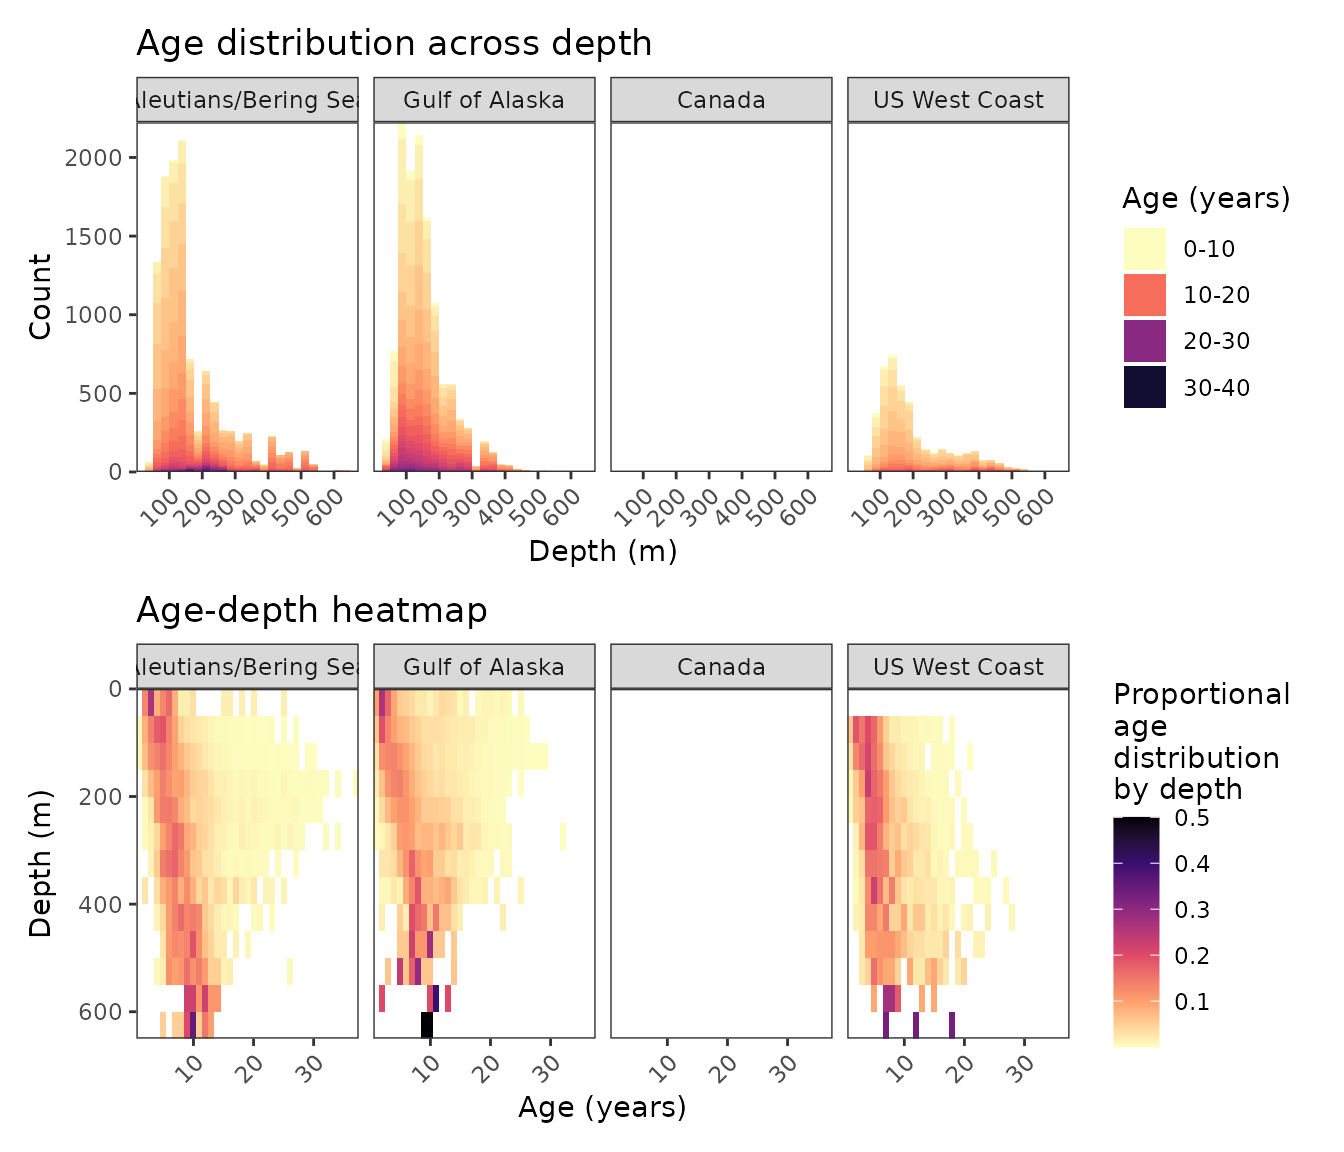 Age distribution across depth
Aleutians/Bering Sea Gulf of Alaska Canada US West Coast
2000
1500
1000
500
0
Count
100 200 300 400 500 600 100 200 300 400 500 600 100 200 300 400 500 600 100 200 300 400 500 600
Depth (m)
Age (years)
0-10
10-20
20-30
30-40
Age-depth heatmap
Aleutians/Bering Sea Gulf of Alaska Canada US West Coast
0
200
400
600
Depth (m)
10 20 30 10 20 30 10 20 30 10 20 30
Age (years)
Proportional
age
distribution
by depth
0.5
0.4
0.3
0.2
0.1